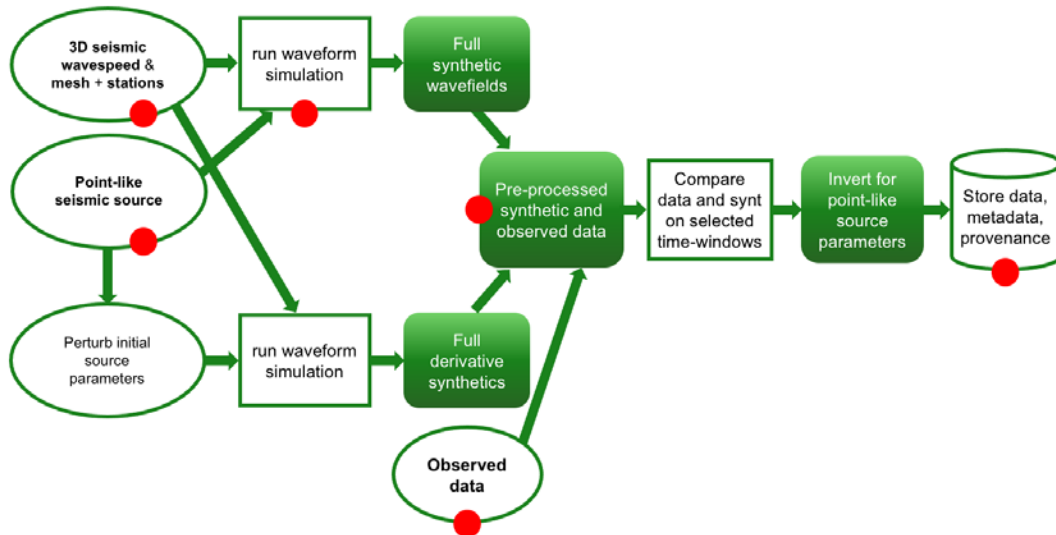 3D seismic
wavespeed &
mesh + stations
run waveform
simulation
Full
synthetic
wavefields
Point-like
seismic source
Pre-processed
synthetic and
observed data
Compare
data and synt
on selected
time-windows
Invert for
point-like
source
parameters
Store data,
metadata,
provenance
Perturb initial
source
parameters
run waveform
simulation
Full
derivative
synthetics
Observed
data